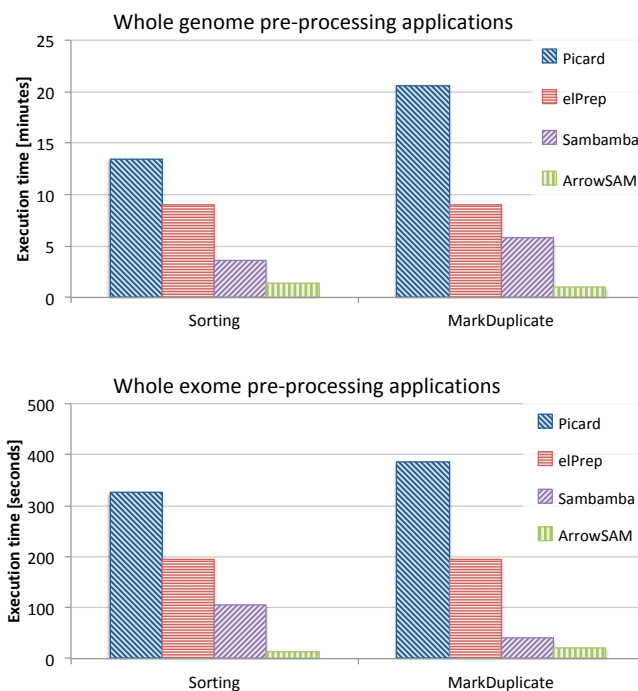 Whole genome pre-processing applications
Execution time [minutes]
25
20
15
10
5
0
Picard
elPrep
Sambamba
ArrowSAM
Sorting
MarkDuplicate
Whole exome pre-processing applications
Execution time [seconds]
500
400
300
200
100
0
Picard
elPrep
Sambamba
ArrowSAM
Sorting
MarkDuplicate